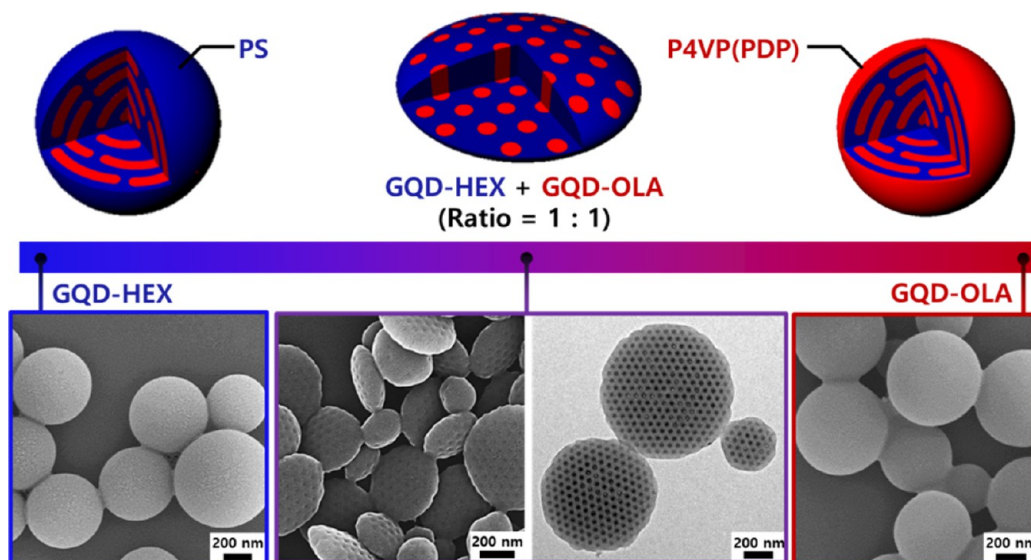 PS
P4VP(PDP)
GQD-HEX + GQD-OLA
(Ratio = 1 : 1)
GQD-HEX
GQD-OLA
200 nm
200 nm
200 nm
200 nm